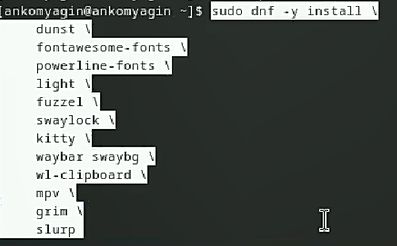 [ankomyagin@ankomyagin ~]$ sudo dnf -y install \
dunst \
fontawesome-fonts \
powerline-fonts \
light \
fuzzel \
swaylock \
kitty \
waybar swaybg \
wl-clipboard \
mpv \
grim \
slurp